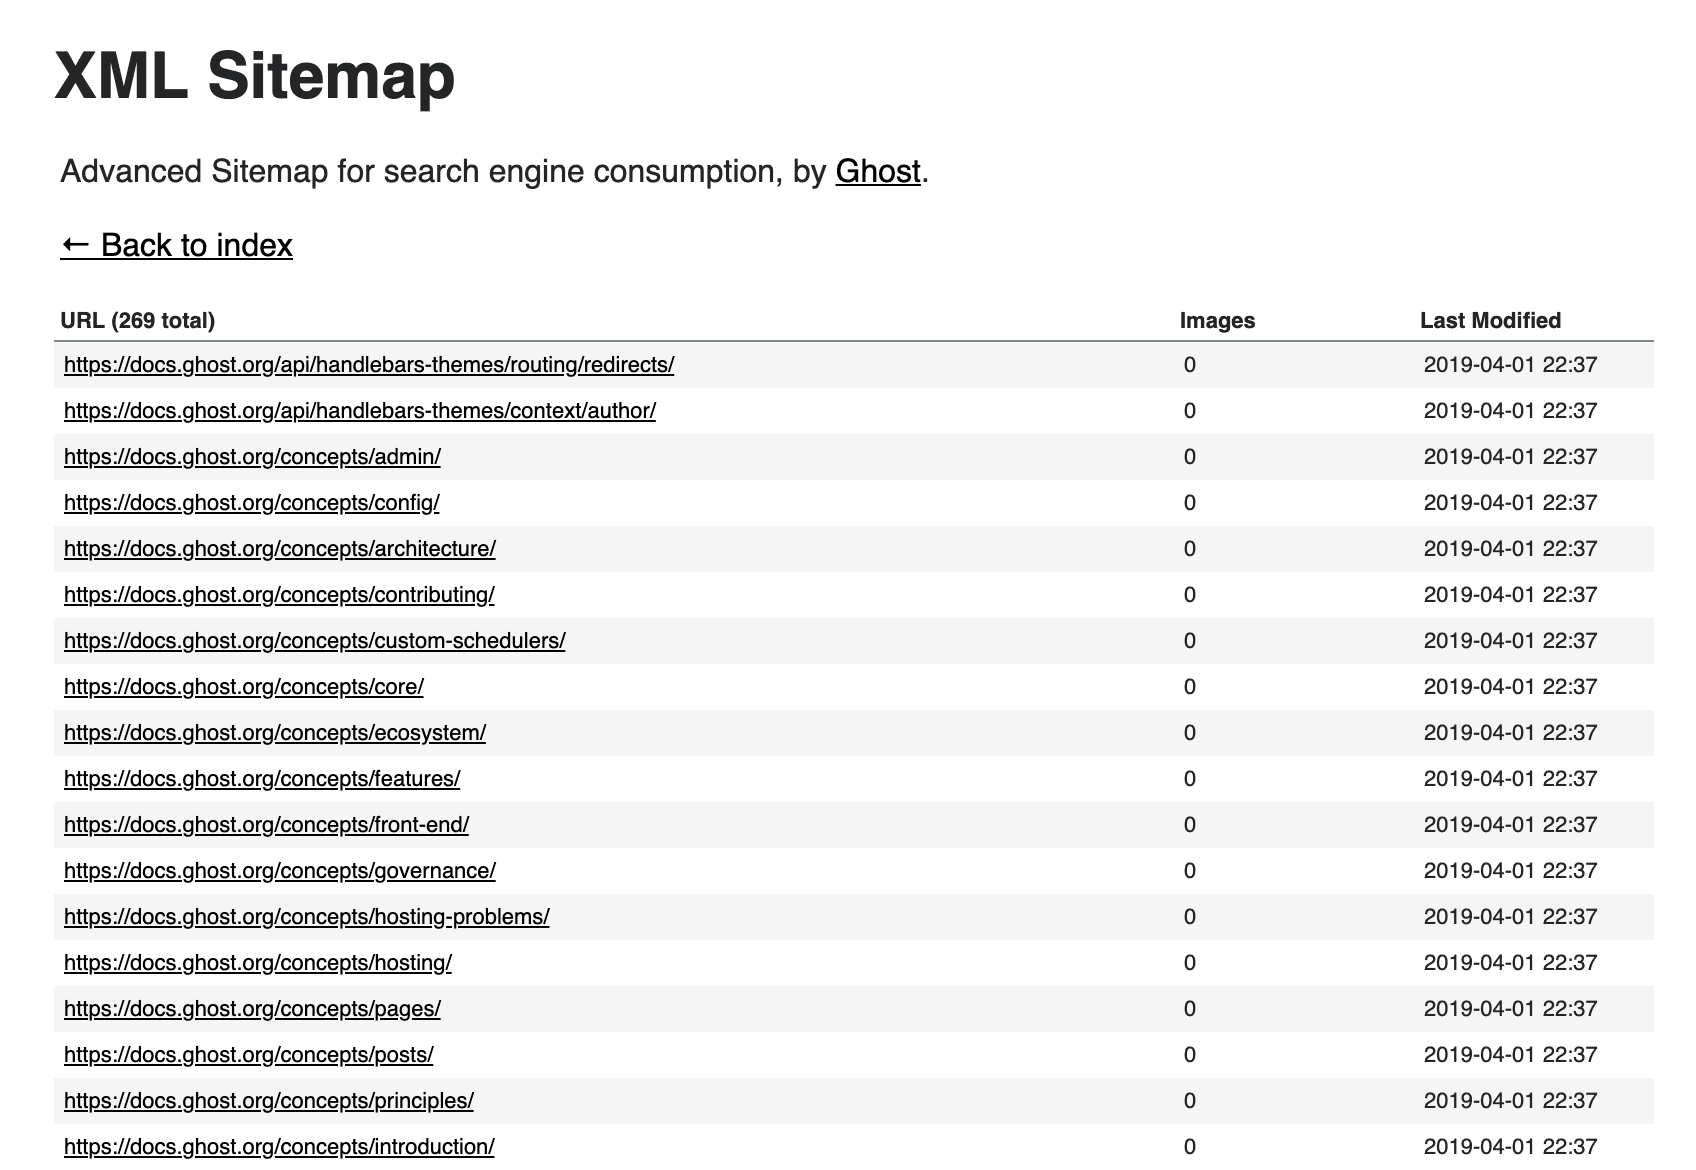 XML Sitemap
Advanced Sitemap for search engine consumption, by Ghost.
← Back to index
URL (269 total) Images Last Modified
https://docs.ghost.org/api/handlebars-themes/routing/redirects/ 0 2019-04-01 22:37
https://docs.ghost.org/api/handlebars-themes/context/author/ 0 2019-04-01 22:37
https://docs.ghost.org/concepts/admin/ 0 2019-04-01 22:37
https://docs.ghost.org/concepts/config/ 0 2019-04-01 22:37
https://docs.ghost.org/concepts/architecture/ 0 2019-04-01 22:37
https://docs.ghost.org/concepts/contributing/ 0 2019-04-01 22:37
https://docs.ghost.org/concepts/custom-schedulers/ 0 2019-04-01 22:37
https://docs.ghost.org/concepts/core/ 0 2019-04-01 22:37
https://docs.ghost.org/concepts/ecosystem/ 0 2019-04-01 22:37
https://docs.ghost.org/concepts/features/ 0 2019-04-01 22:37
https://docs.ghost.org/concepts/front-end/ 0 2019-04-01 22:37
https://docs.ghost.org/concepts/governance/ 0 2019-04-01 22:37
https://docs.ghost.org/concepts/hosting-problems/ 0 2019-04-01 22:37
https://docs.ghost.org/concepts/hosting/ 0 2019-04-01 22:37
https://docs.ghost.org/concepts/pages/ 0 2019-04-01 22:37
https://docs.ghost.org/concepts/posts/ 0 2019-04-01 22:37
https://docs.ghost.org/concepts/principles/ 0 2019-04-01 22:37
https://docs.ghost.org/concepts/introduction/ 0 2019-04-01 22:37